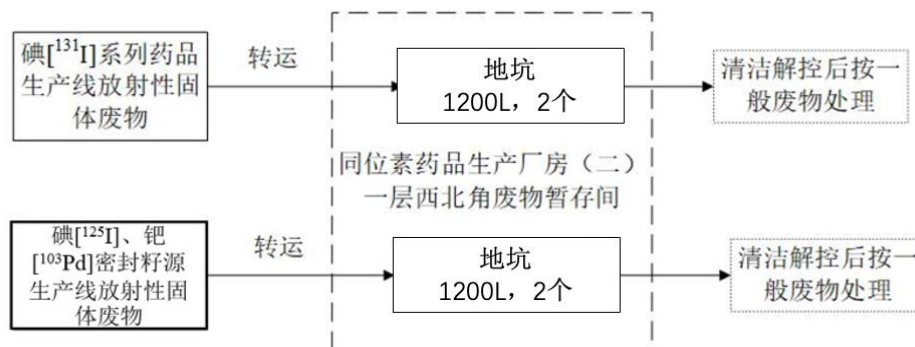 碘[¹³¹I]系列药品
生产线放射性固
体废物
转运
地坑
1200L，2个
清洁解控后按一
般废物处理
同位素药品生产厂房（二）
一层西北角废物暂存间
碘[¹²⁵I]、钯
[¹⁰³Pd]密封籽源
生产线放射性固
体废物
转运
地坑
1200L，2个
清洁解控后按一
般废物处理